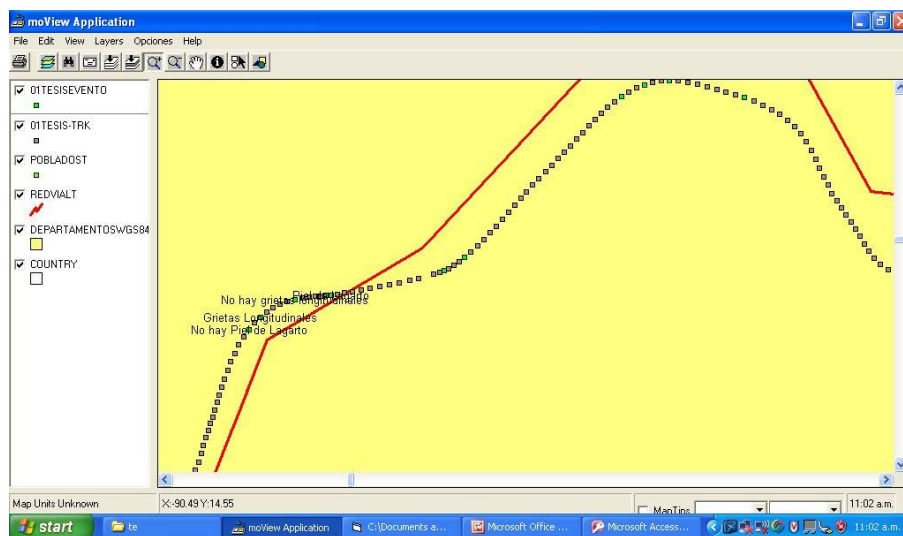 moView Application
File Edit View Layers Opciones Help
01TESISEVENTO
01TESIS-TRK
POBLADOST
REDVIALT
DEPARTAMENTOSWGS84
COUNTRY
No hay grietas longitudinales
Grietas Longitudinales
No hay Piel de Lagarto
Map Units Unknown
X:-90.49 Y:14.55
MapTips
11:02 a.m.
start
te
moView Application
C:\Documents a...
Microsoft Office ...
Microsoft Access...
11:02 a.m.